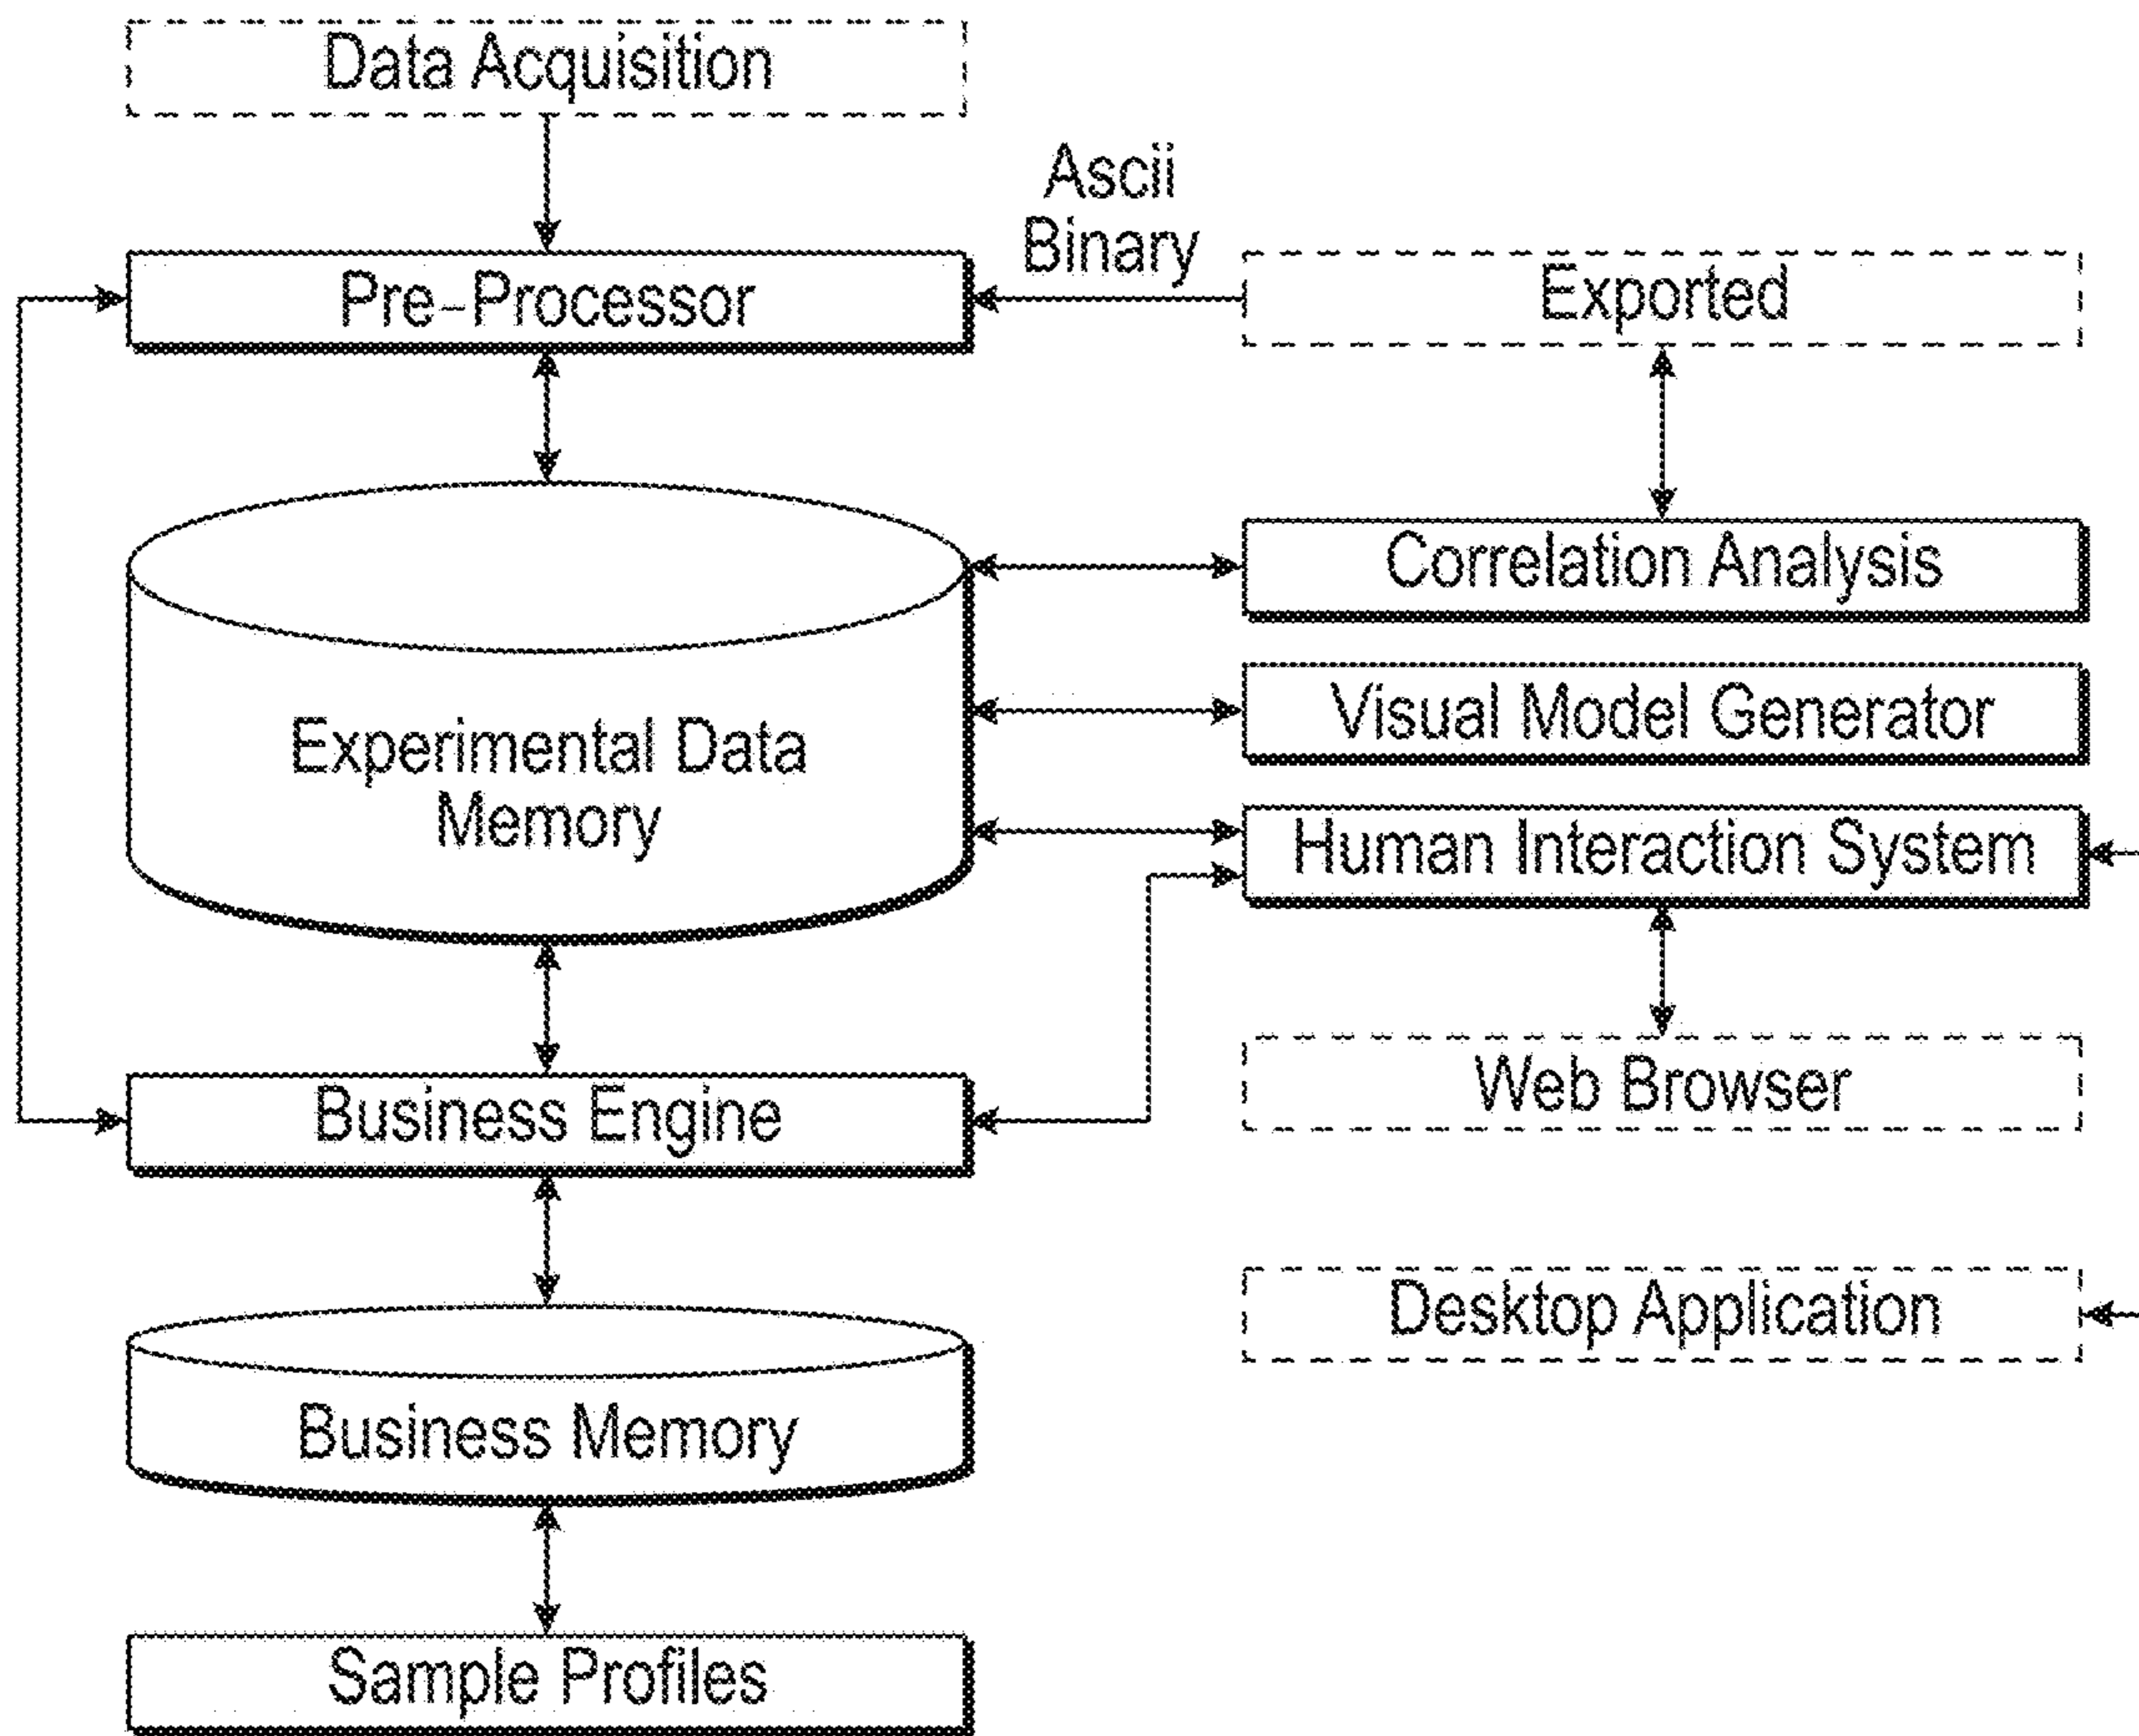 Data Acquisition
Ascii
Binary
Pre-Processor
Exported
Correlation Analysis
Visual Model Generator
Experimental Data
Memory
Human Interaction System
Business Engine
Web Browser
Desktop Application
Business Memory
Sample Profiles